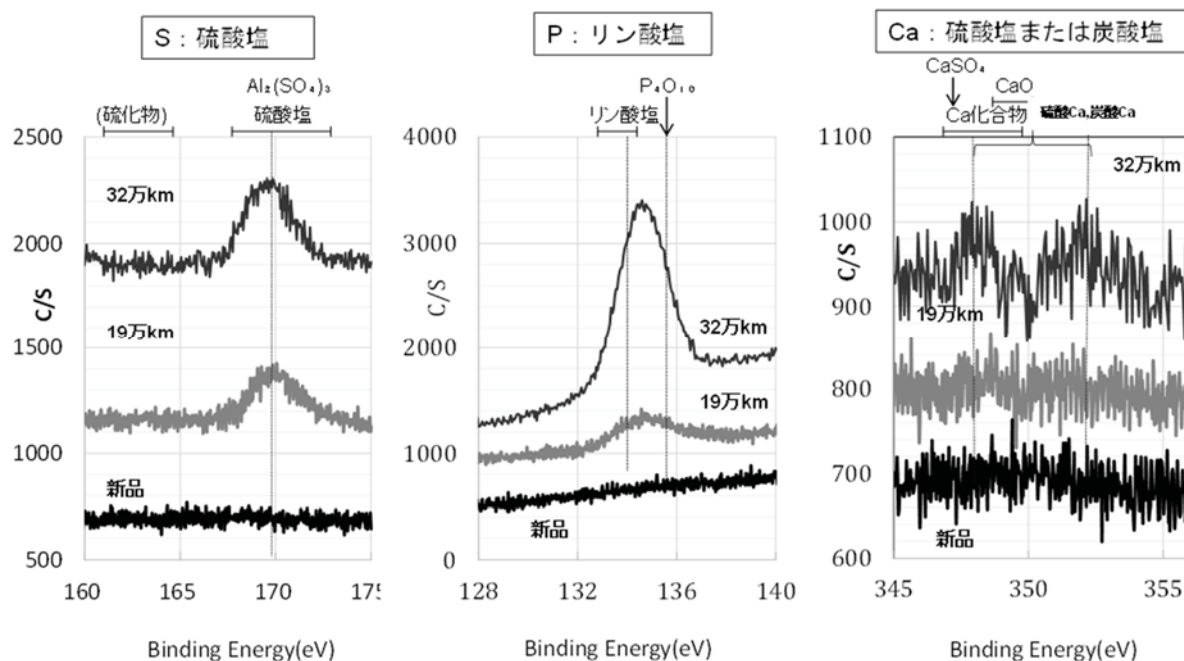 S：硫酸塩
Al₂(SO₄)₃
(硫化物)
硫酸塩
2500
2000
1500
1000
500
C/S
32万km
19万km
新品
160
165
170
175
Binding Energy(eV)
P：リン酸塩
P₄O₁₀
リン酸塩
4000
3000
2000
1000
0
C/S
32万km
19万km
新品
128
132
136
140
Binding Energy(eV)
Ca：硫酸塩または炭酸塩
CaSO₄
CaO
Ca化合物
硫酸Ca,炭酸Ca
1100
1000
900
800
700
600
C/S
32万km
19万km
新品
345
350
355
Binding Energy(eV)